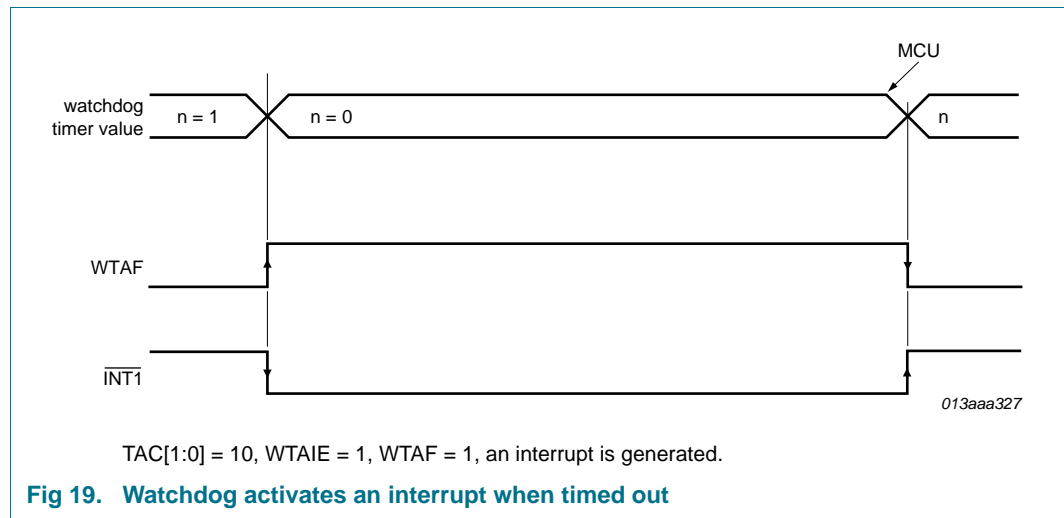 MCU
watchdog
timer value
n = 1
n = 0
n
WTAF
INT1
013aaa327
TAC[1:0] = 10, WTAIE = 1, WTAF = 1, an interrupt is generated.
Fig 19. Watchdog activates an interrupt when timed out